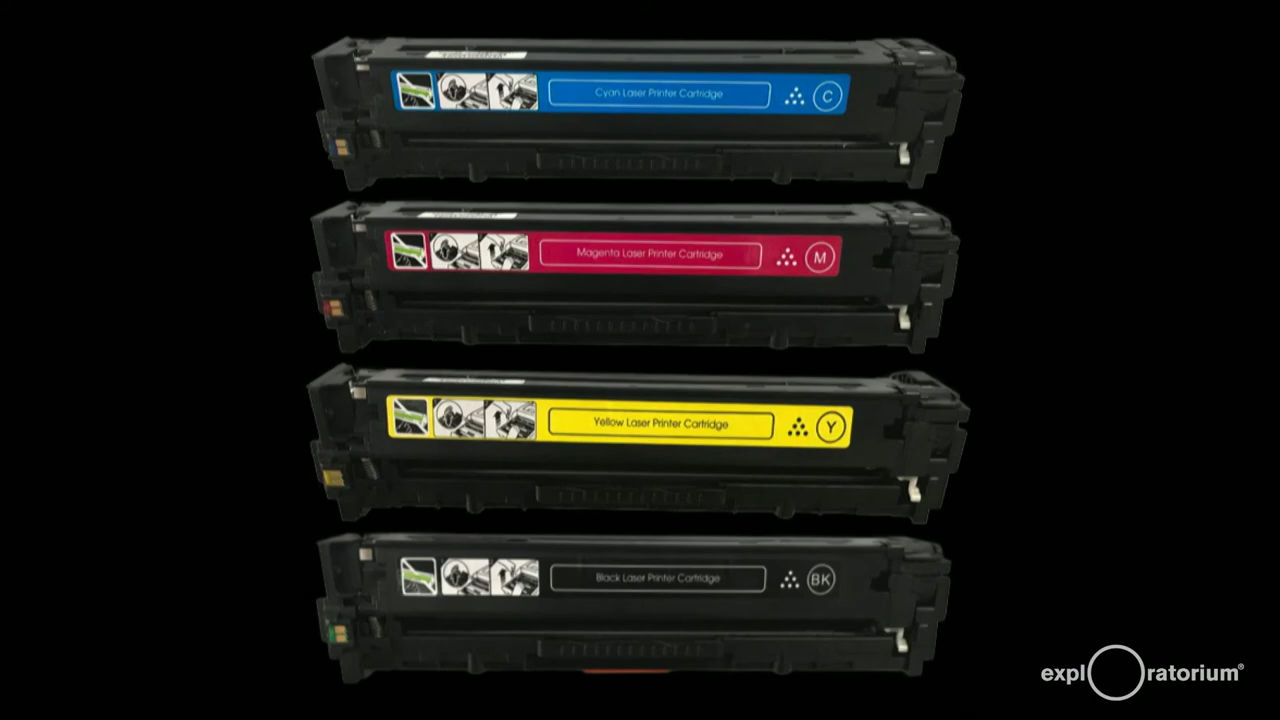 Cyan Laser Printer Cartridge
C
Magenta Laser Printer Cartridge
M
Yellow Laser Printer Cartridge
Y
Black Laser Printer Cartridge
BK
exploratorium®